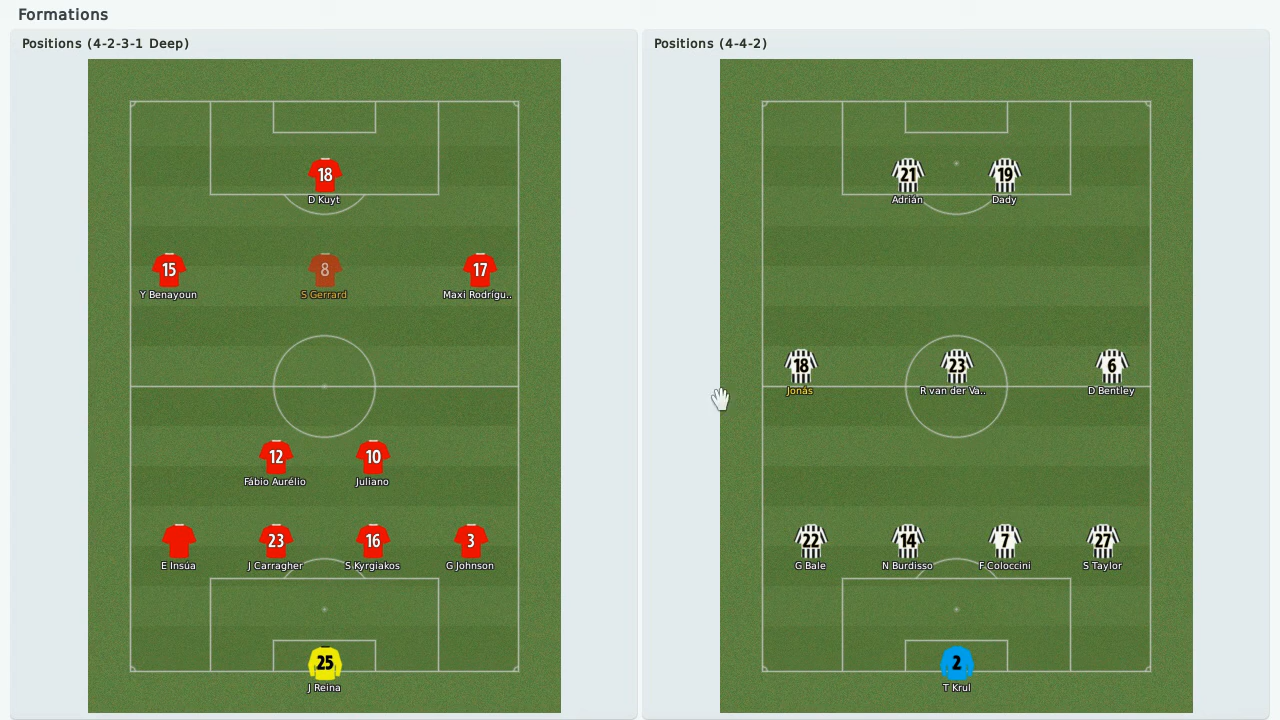 Formations
Positions (4-2-3-1 Deep)
18
D Kuyt
15
Y Benayoun
8
S Gerrard
17
Maxi Rodrigu..
12
Fábio Aurélio
10
Juliano
E Insúa
23
J Carragher
16
S Kyrgiakos
3
G Johnson
25
J Reina
Positions (4-4-2)
21
Adrián
19
Dady
18
Jonás
23
R van der Va..
6
D Bentley
22
G Bale
14
N Burdisso
7
F Coloccini
27
S Taylor
2
T Krul